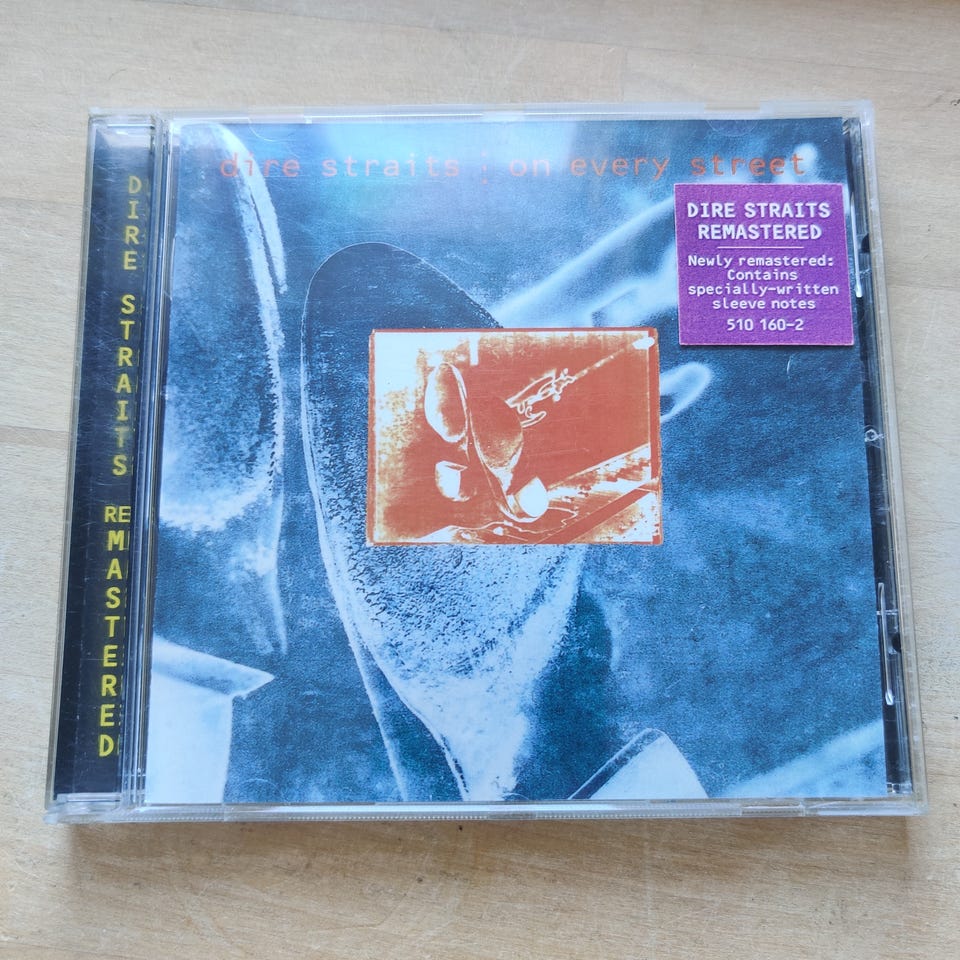 dire straits : on every street
DIRE STRAITS
REMASTERED
Newly remastered:
Contains
specially-written
sleeve notes
510 160-2
DIRE STRAITS REMASTERED